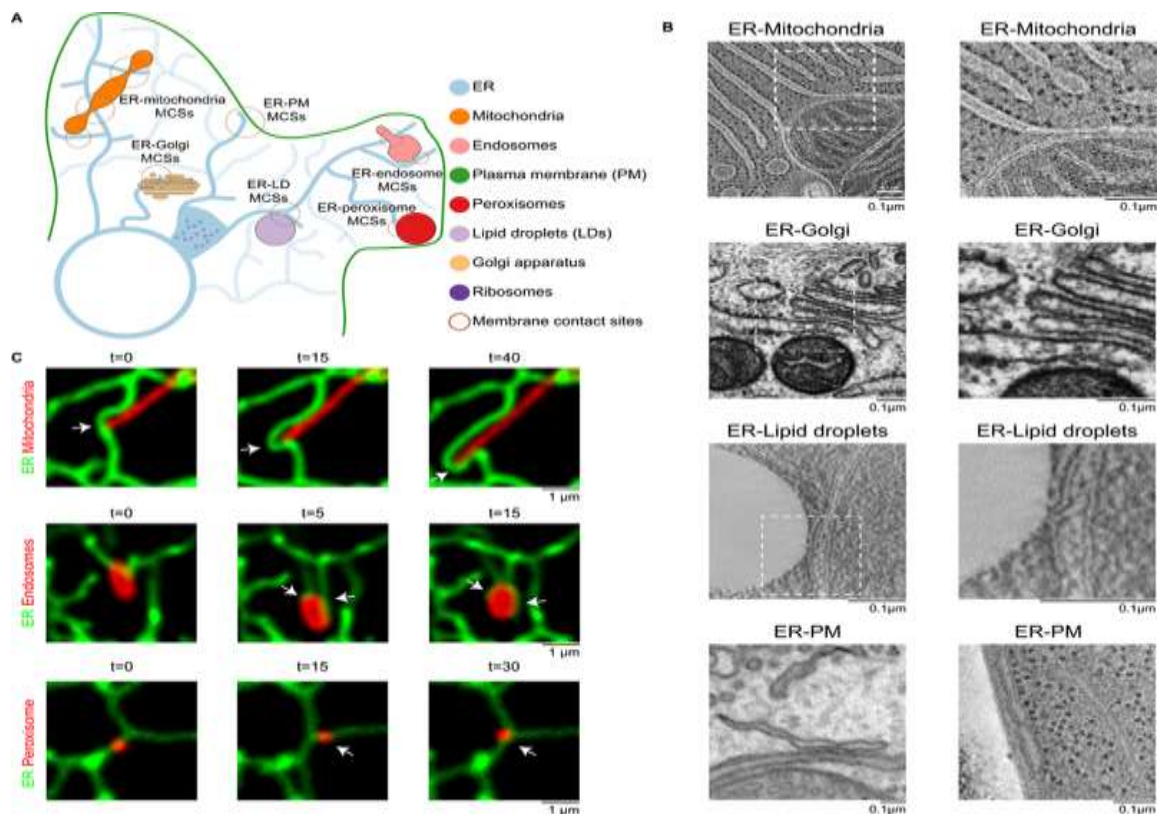 A
ER-mitochondria
MCSs
ER-PM
MCSs
ER-Golgi
MCSs
ER-LD
MCSs
ER-endosome
MCSs
ER-peroxisome
MCSs
ER
Mitochondria
Endosomes
Plasma membrane (PM)
Peroxisomes
Lipid droplets (LDs)
Golgi apparatus
Ribosomes
Membrane contact sites
B
ER-Mitochondria
0.1µm
ER-Mitochondria
0.1µm
ER-Golgi
0.1µm
ER-Golgi
0.1µm
ER-Lipid droplets
0.1µm
ER-Lipid droplets
0.1µm
ER-PM
0.1µm
ER-PM
0.1µm
C
ER Mitochondria
t=0
t=15
t=40
1 µm
ER Endosomes
t=0
t=5
t=15
1 µm
ER Peroxisome
t=0
t=15
t=30
1 µm